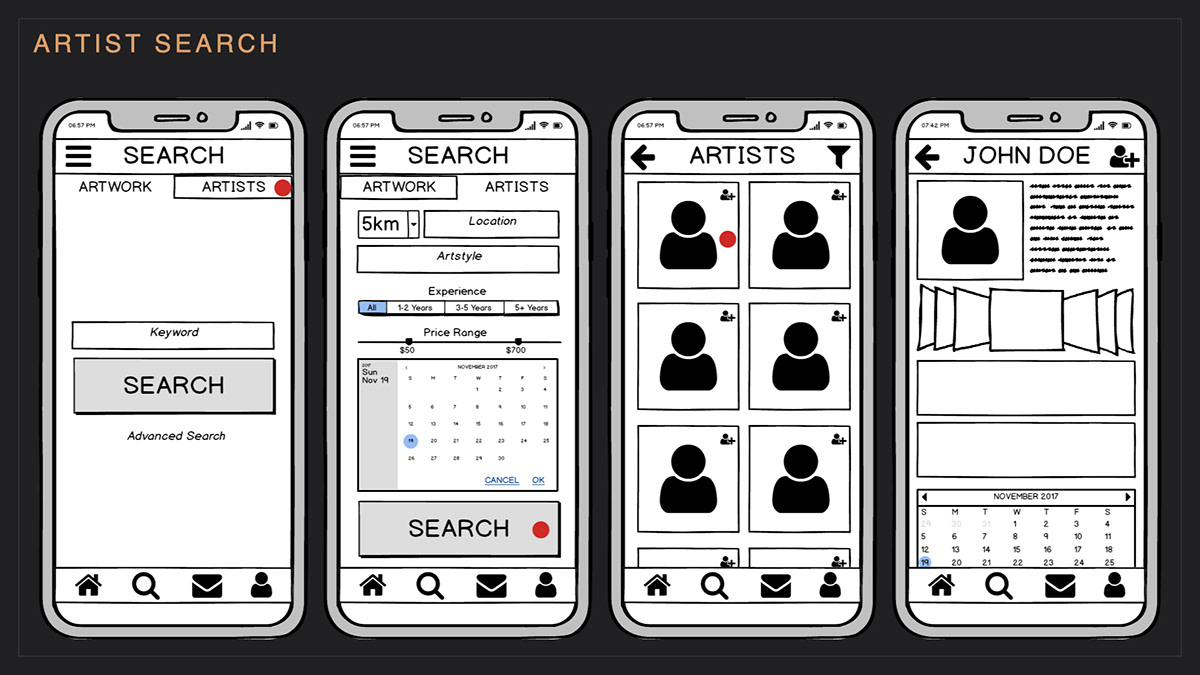 ARTIST SEARCH
06:57 PM
SEARCH
ARTWORK ARTISTS
Keyword
SEARCH
Advanced Search
06:57 PM
SEARCH
ARTWORK ARTISTS
5km Location
Artstyle
Experience
All 1-2 Years 3-5 Years 5+ Years
Price Range
$50 $700
2017
Sun
Nov 19
‹ NOVEMBER 2017 ›
S M T W T F S
1 2 3 4
5 6 7 8 9 10 11
12 13 14 15 16 17 18
19 20 21 22 23 24 25
26 27 28 29 30
CANCEL OK
SEARCH
06:57 PM
ARTISTS
07:42 PM
JOHN DOE
NOVEMBER 2017
S M T W T F S
29 30 31 1 2 3 4
5 6 7 8 9 10 11
12 13 14 15 16 17 18
19 20 21 22 23 24 25